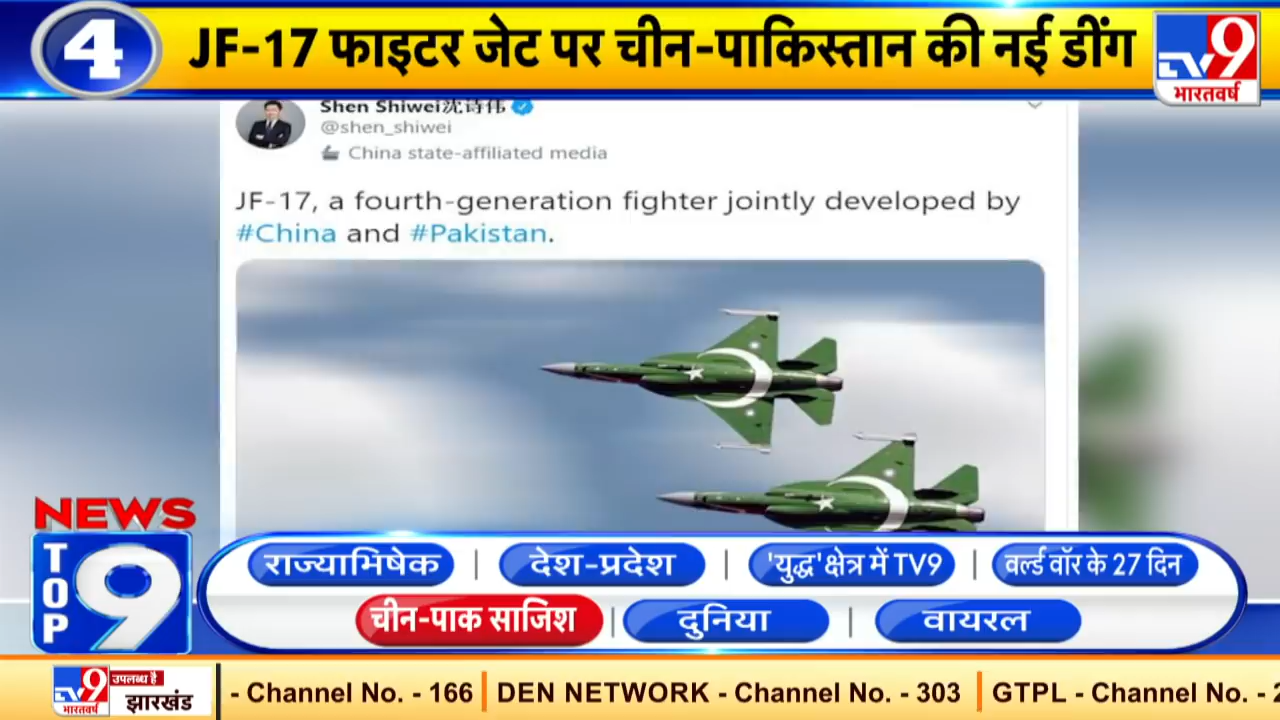 4
JF-17 फाइटर जेट पर चीन-पाकिस्तान की नई डींग
TV9
भारतवर्ष
Shen Shiwei沈诗伟
@shen_shiwei
China state-affiliated media
JF-17, a fourth-generation fighter jointly developed by
#China and #Pakistan.
NEWS
TOP 9
राज्याभिषेक | देश-प्रदेश | 'युद्ध' क्षेत्र में TV9 | वर्ल्ड वॉर के 27 दिन
चीन-पाक साजिश | दुनिया | वायरल
TV9 भारतवर्ष उपलब्ध है झारखंड - Channel No. - 166 | DEN NETWORK - Channel No. - 303 | GTPL - Channel No. - 2